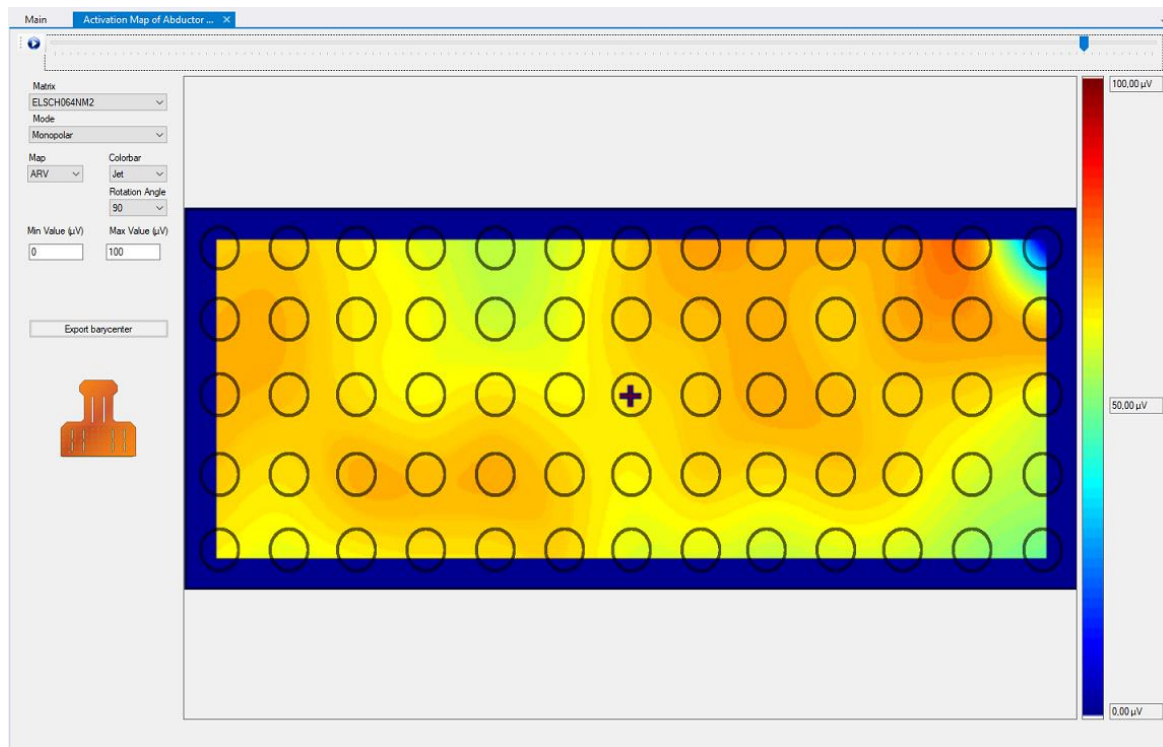 Main
Activation Map of Abductor ...
Matrix
ELSCH064NM2
Mode
Monopolar
Map Colorbar
ARV Jet
Rotation Angle
90
Min Value (µV) Max Value (µV)
0 100
Export barycenter
100,00 µV
50,00 µV
0,00 µV